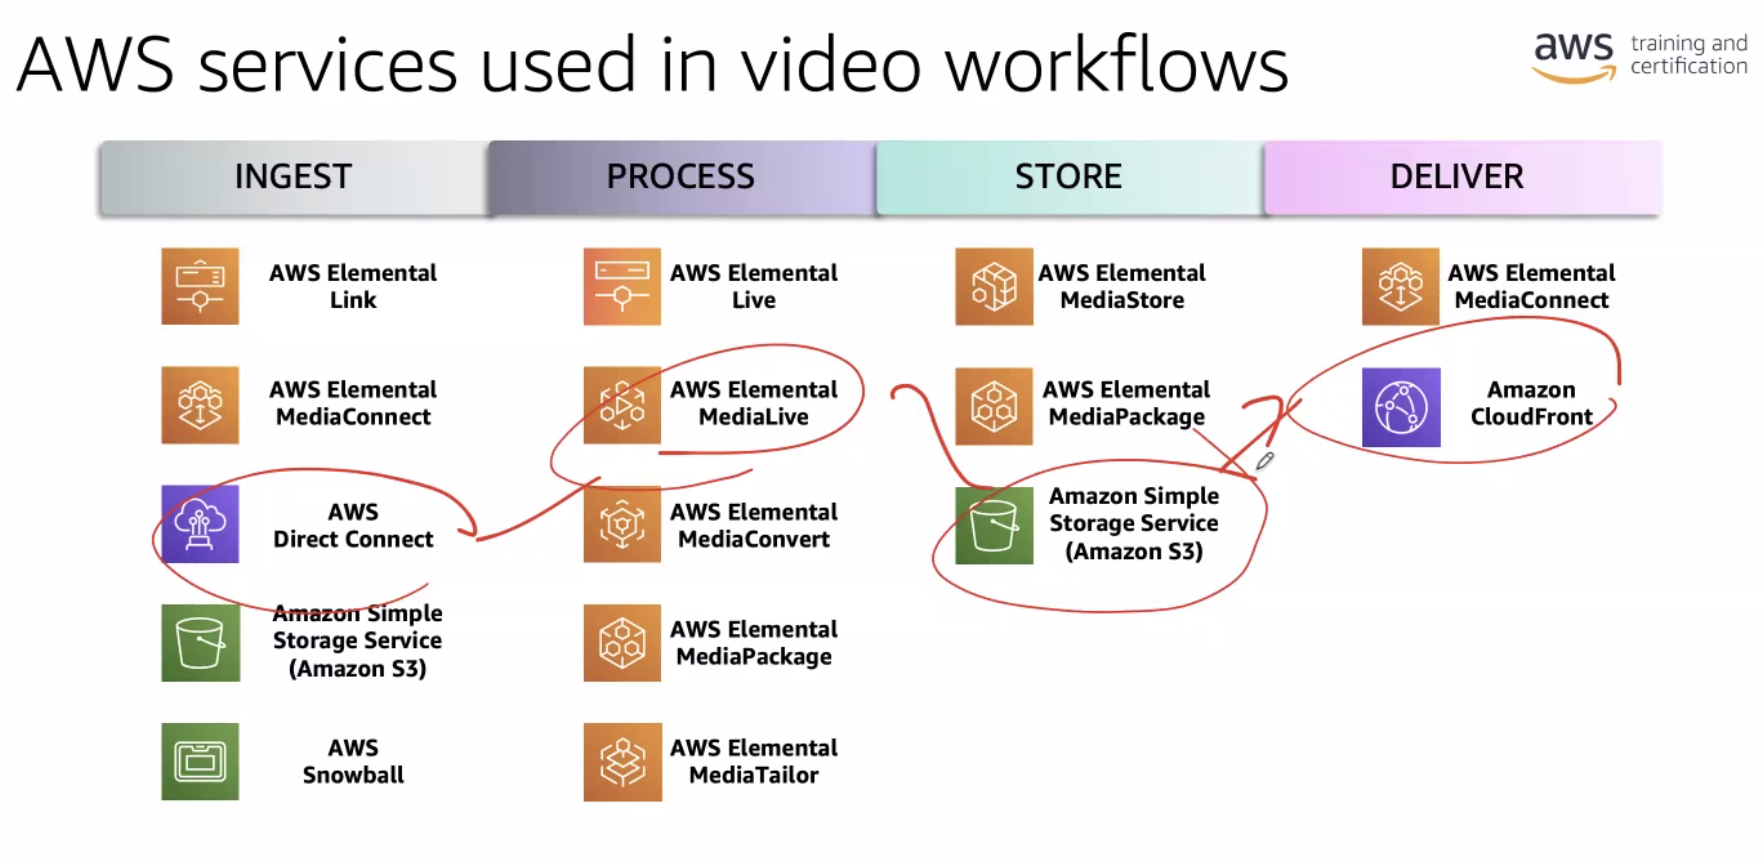 AWS services used in video workflows
aws training and
certification
INGEST
PROCESS
STORE
DELIVER
AWS Elemental
Link
AWS Elemental
MediaConnect
AWS
Direct Connect
Amazon Simple
Storage Service
(Amazon S3)
AWS
Snowball
AWS Elemental
Live
AWS Elemental
MediaLive
AWS Elemental
MediaConvert
AWS Elemental
MediaPackage
AWS Elemental
MediaTailor
AWS Elemental
MediaStore
AWS Elemental
MediaPackage
Amazon Simple
Storage Service
(Amazon S3)
AWS Elemental
MediaConnect
Amazon
CloudFront